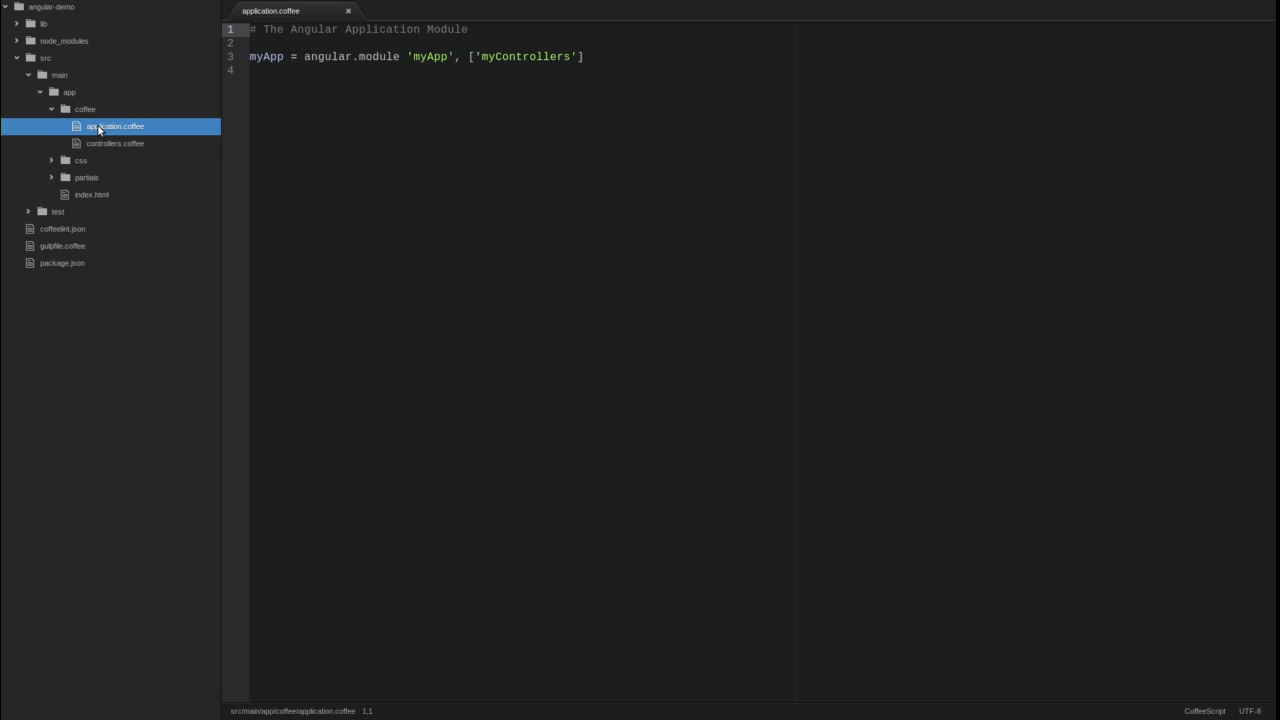 angular-demo
lib
node_modules
src
main
app
coffee
application.coffee
controllers.coffee
css
partials
index.html
test
coffeelint.json
gulpfile.coffee
package.json
application.coffee
1 # The Angular Application Module
2
3 myApp = angular.module 'myApp', ['myControllers']
4
src/main/app/coffee/application.coffee 1,1 CoffeeScript UTF-8